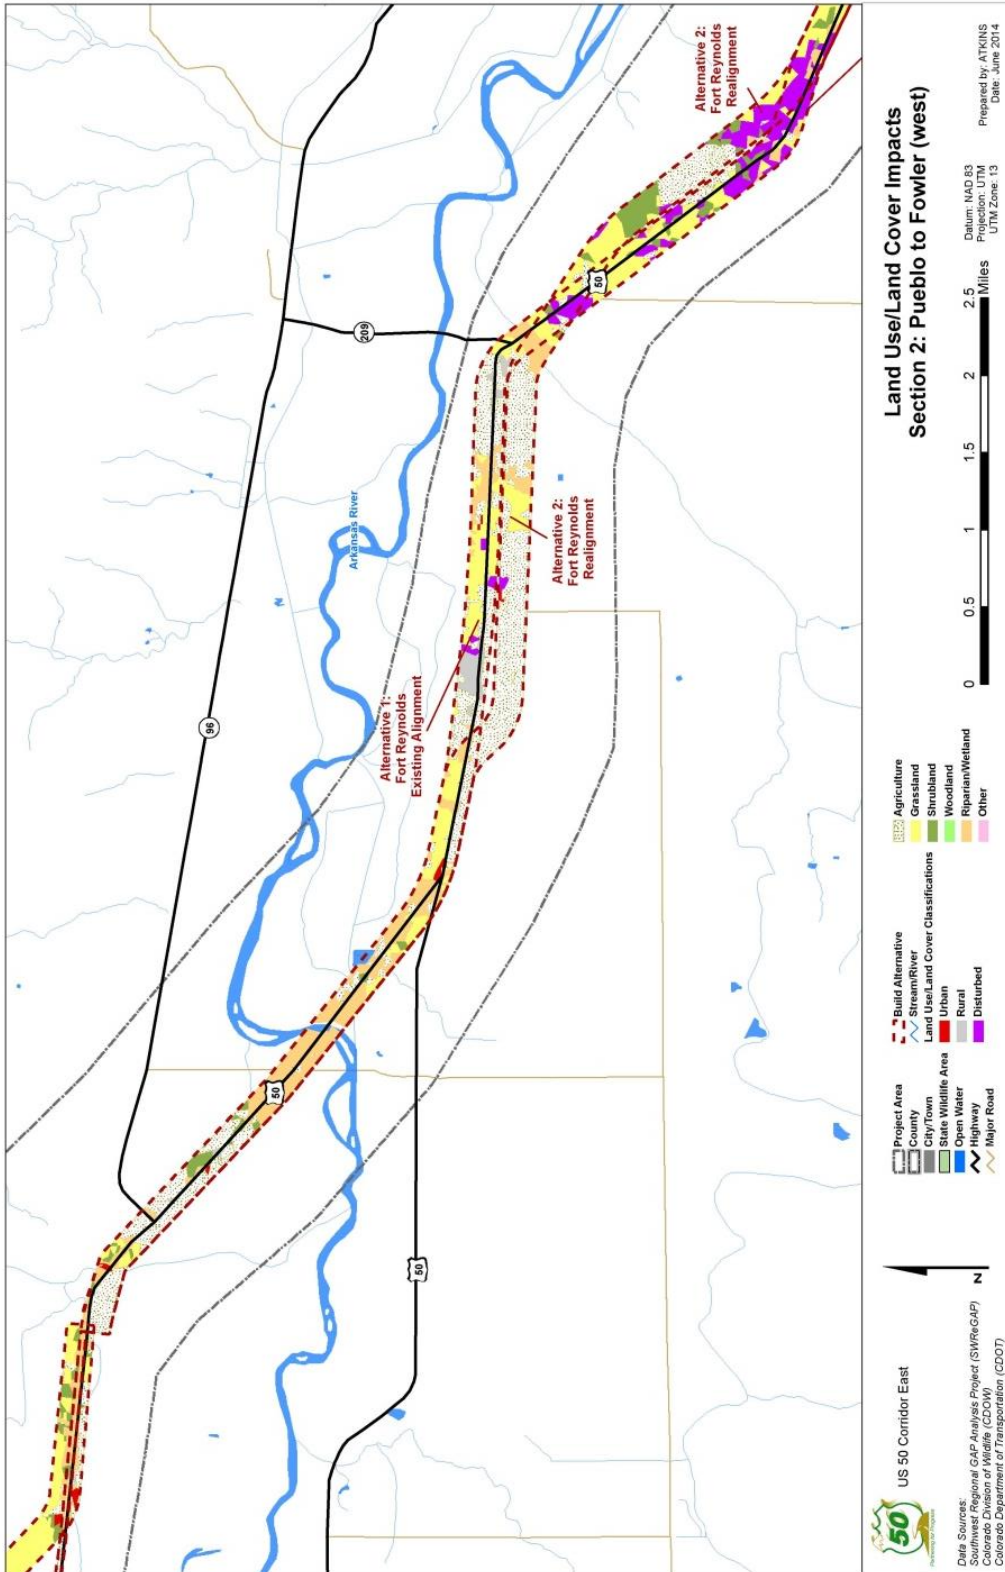 96
50
50
209
50
Arkansas River
Alternative 1:
Fort Reynolds
Existing Alignment
Alternative 2:
Fort Reynolds
Realignment
Alternative 2:
Fort Reynolds
Realignment
50
Partnering for Progress
US 50 Corridor East
Data Sources:
Southwest Regional GAP Analysis Project (SWReGAP)
Colorado Division of Wildlife (CDOW)
Colorado Department of Transportation (CDOT)
N
Project Area
County
City/Town
State Wildlife Area
Open Water
Highway
Major Road
Build Alternative
Stream/River
Land Use/Land Cover Classifications
Urban
Rural
Disturbed
Agriculture
Grassland
Shrubland
Woodland
Riparian/Wetland
Other
0 0.5 1 1.5 2 2.5
Miles
Land Use/Land Cover Impacts
Section 2: Pueblo to Fowler (west)
Datum: NAD 83
Projection: UTM
UTM Zone: 13
Prepared by: ATKINS
Date: June 2014